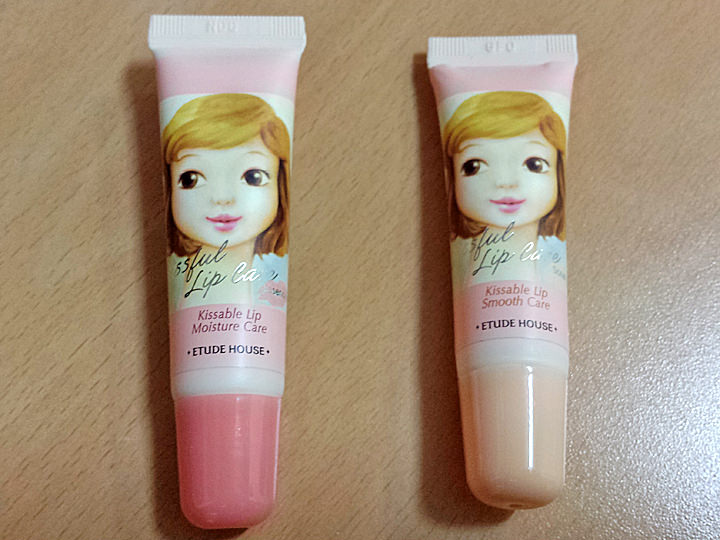 ssful
Lip Ca e
Kissable Lip
Moisture Care
• ETUDE HOUSE •
ssful
Lip Ca e
Kissable Lip
Smooth Care
• ETUDE HOUSE •